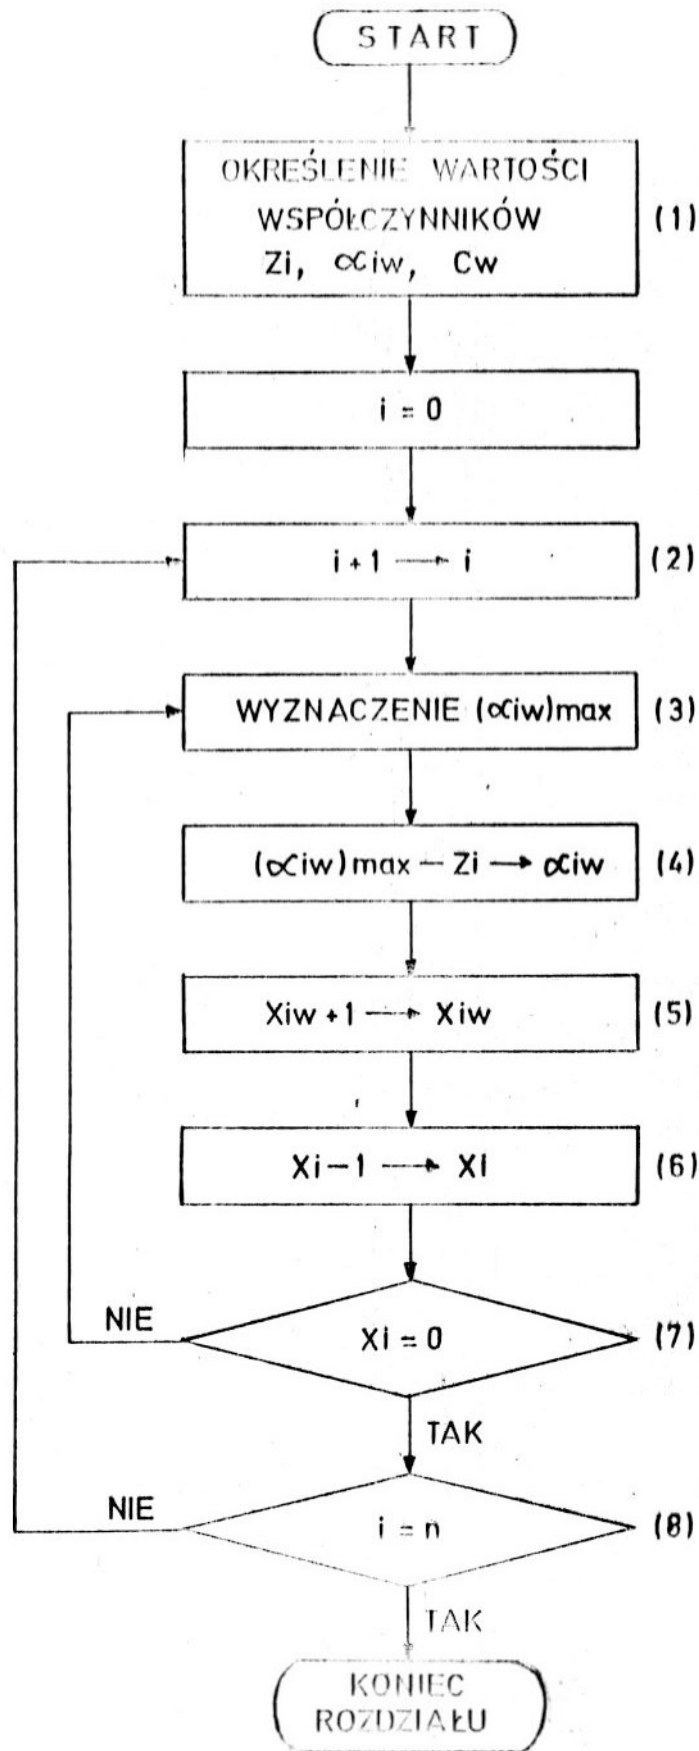 START
OKREŚLENIE WARTOŚCI
WSPÓŁCZYNNIKÓW
Zi, αiw, Cw
(1)
i = 0
i + 1 → i
(2)
WYZNACZENIE (αiw)max
(3)
(αiw)max − Zi → αiw
(4)
Xiw + 1 → Xiw
(5)
Xi − 1 → Xi
(6)
NIE
Xi = 0
(7)
TAK
NIE
i = n
(8)
TAK
KONIEC
ROZDZIAŁU